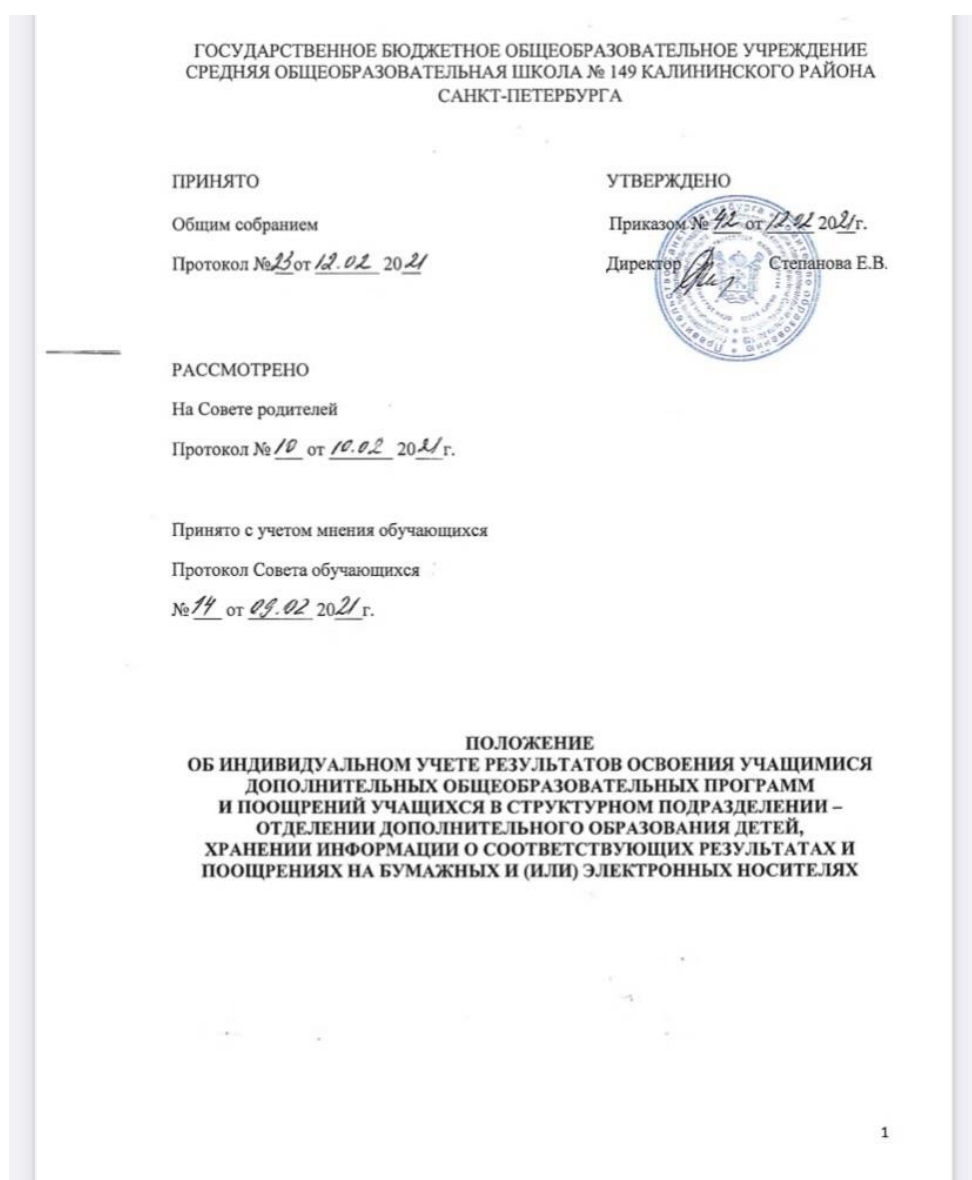 ГОСУДАРСТВЕННОЕ БЮДЖЕТНОЕ ОБЩЕОБРАЗОВАТЕЛЬНОЕ УЧРЕЖДЕНИЕ
СРЕДНЯЯ ОБЩЕОБРАЗОВАТЕЛЬНАЯ ШКОЛА № 149 КАЛИНИНСКОГО РАЙОНА
САНКТ-ПЕТЕРБУРГА
ПРИНЯТО
Общим собранием
Протокол №23 от 12.02 2021
УТВЕРЖДЕНО
Приказом № 42 от 12.02 2021г.
Директор Степанова Е.В.
РАССМОТРЕНО
На Совете родителей
Протокол № 10 от 10.02 2021г.
Принято с учетом мнения обучающихся
Протокол Совета обучающихся
№ 14 от 09.02 2021г.
ПОЛОЖЕНИЕ
ОБ ИНДИВИДУАЛЬНОМ УЧЕТЕ РЕЗУЛЬТАТОВ ОСВОЕНИЯ УЧАЩИМИСЯ
ДОПОЛНИТЕЛЬНЫХ ОБЩЕОБРАЗОВАТЕЛЬНЫХ ПРОГРАММ
И ПООЩРЕНИЙ УЧАЩИХСЯ В СТРУКТУРНОМ ПОДРАЗДЕЛЕНИИ –
ОТДЕЛЕНИИ ДОПОЛНИТЕЛЬНОГО ОБРАЗОВАНИЯ ДЕТЕЙ,
ХРАНЕНИИ ИНФОРМАЦИИ О СООТВЕТСТВУЮЩИХ РЕЗУЛЬТАТАХ И
ПООЩРЕНИЯХ НА БУМАЖНЫХ И (ИЛИ) ЭЛЕКТРОННЫХ НОСИТЕЛЯХ
1